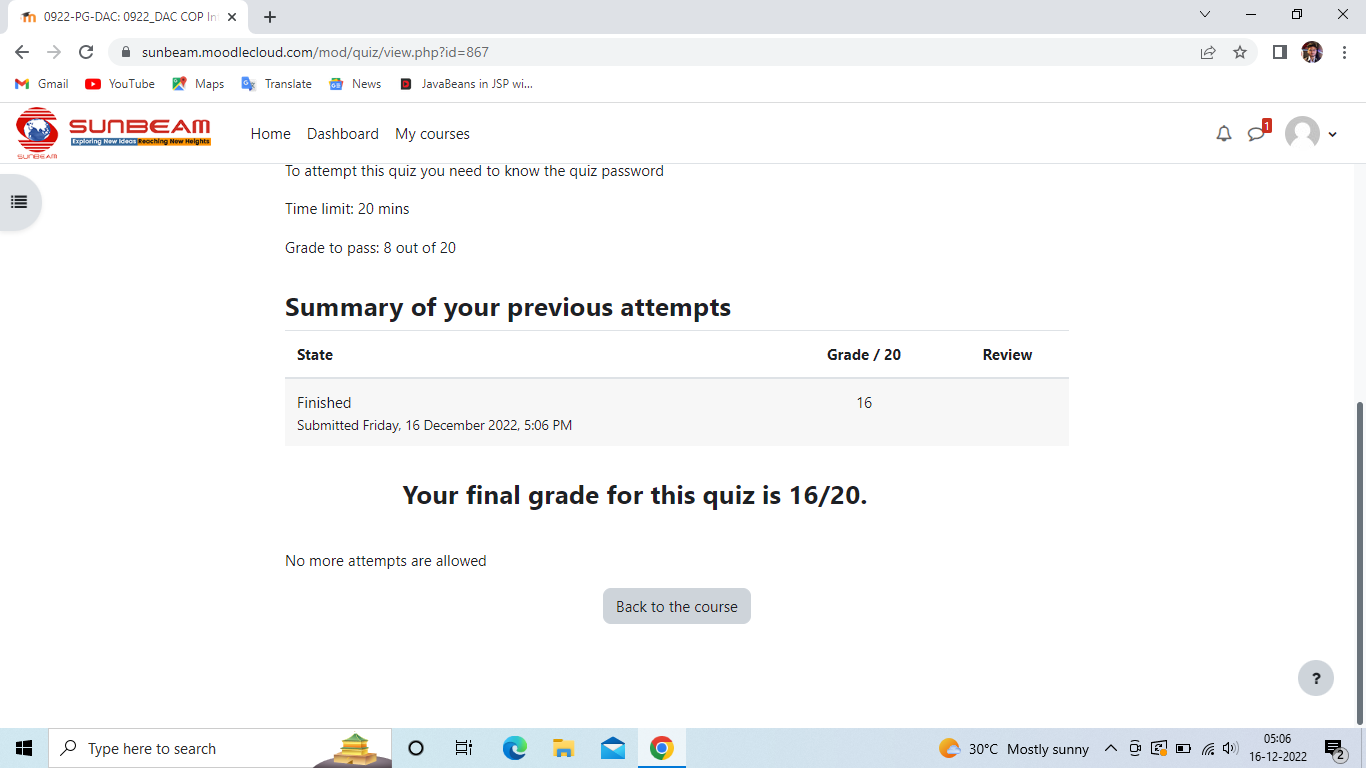 0922-PG-DAC: 0922_DAC COP In
sunbeam.moodlecloud.com/mod/quiz/view.php?id=867
Gmail YouTube Maps Translate News JavaBeans in JSP wi...
SUNBEAM
Exploring New Ideas Reaching New Heights
SUNBEAM
Home Dashboard My courses
1
To attempt this quiz you need to know the quiz password
Time limit: 20 mins
Grade to pass: 8 out of 20
Summary of your previous attempts
State Grade / 20 Review
Finished 16
Submitted Friday, 16 December 2022, 5:06 PM
Your final grade for this quiz is 16/20.
No more attempts are allowed
Back to the course
?
Type here to search
30°C Mostly sunny
05:06
16-12-2022
2